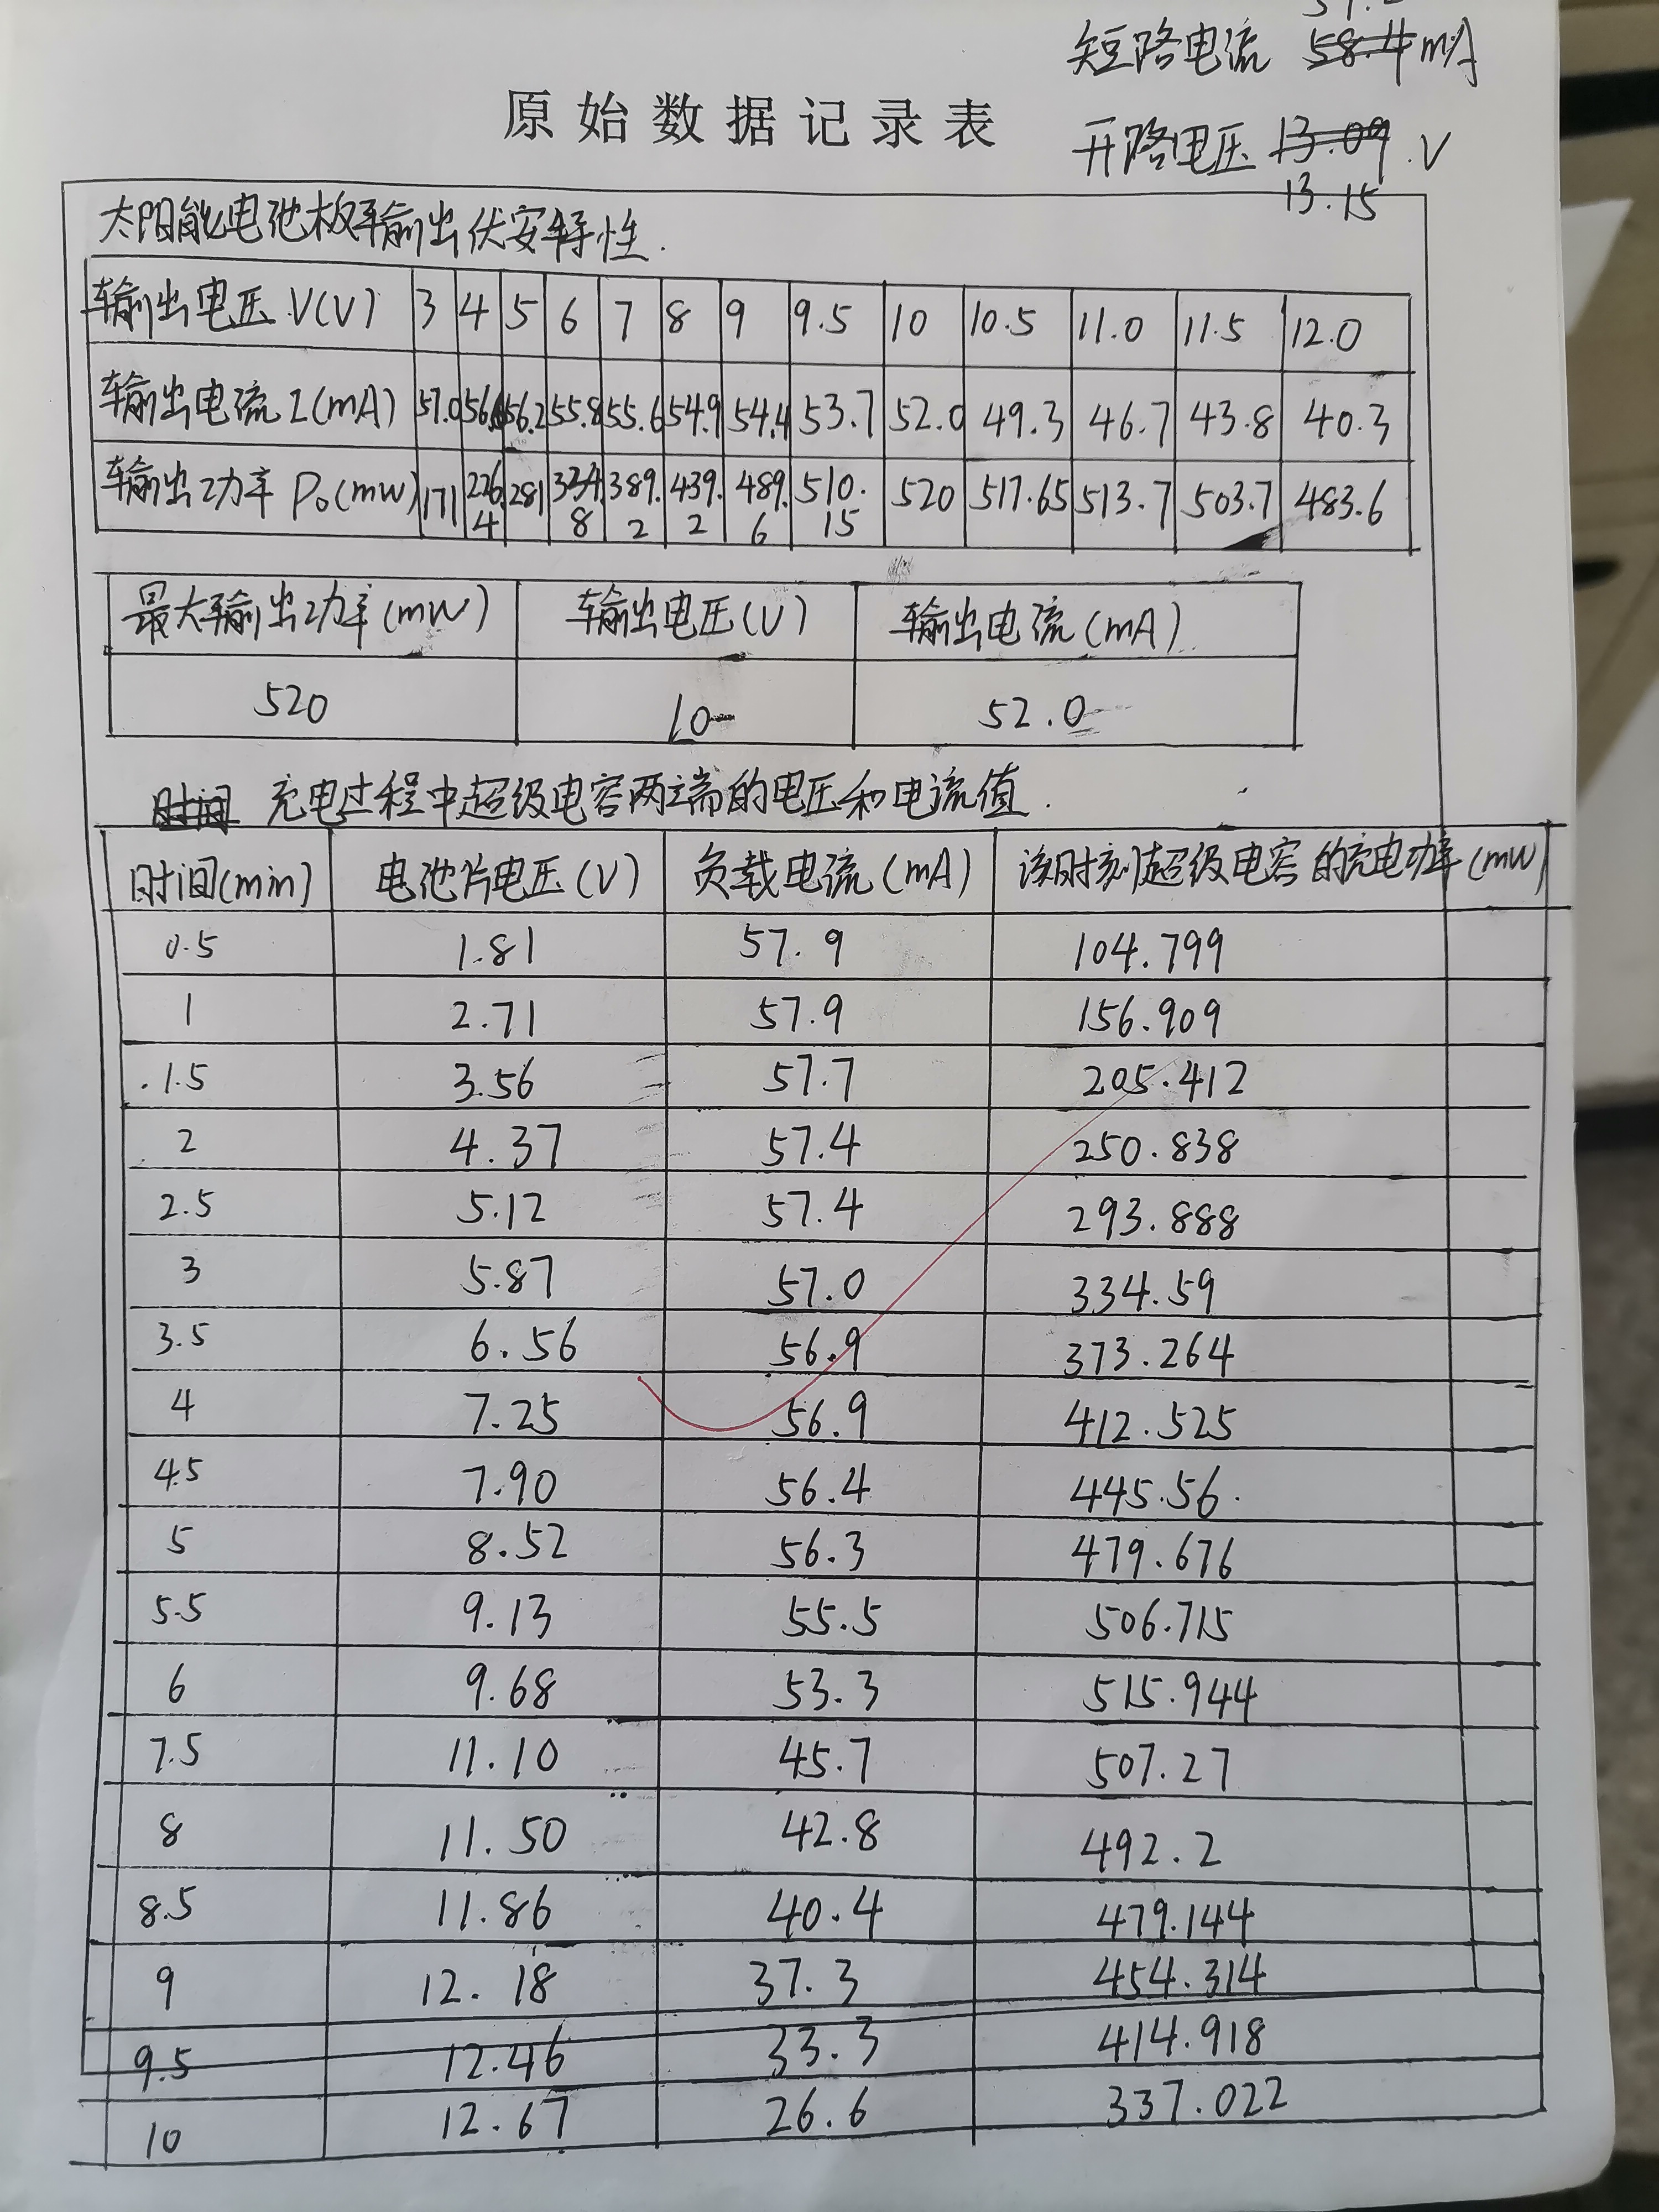 短路电流 58.4 mA
原始数据记录表
开路电压 13.09 V
13.15
太阳能电池板输出伏安特性.
输出电压 V(V) 3 4 5 6 7 8 9 9.5 10 10.5 11.0 11.5 12.0
输出电流 I(mA) 57.0 56.6 56.2 55.8 55.6 54.9 54.4 53.7 52.0 49.3 46.7 43.8 40.3
输出功率 Po(mw) 171 226.4 281 334.8 389.2 439.2 489.6 510.15 520 517.65 513.7 503.7 483.6
最大输出功率(mw) 输出电压(V) 输出电流(mA)
520 10 52.0
时间 充电过程中超级电容两端的电压和电流值.
时间(min) 电池片电压(V) 负载电流(mA) 该时刻超级电容的充电功率(mw)
0.5 1.81 57.9 104.799
1 2.71 57.9 156.909
1.5 3.56 57.7 205.412
2 4.37 57.4 250.838
2.5 5.12 57.4 293.888
3 5.87 57.0 334.59
3.5 6.56 56.9 373.264
4 7.25 56.9 412.525
4.5 7.90 56.4 445.56.
5 8.52 56.3 479.676
5.5 9.13 55.5 506.715
6 9.68 53.3 515.944
7.5 11.10 45.7 507.27
8 11.50 42.8 492.2
8.5 11.86 40.4 479.144
9 12.18 37.3 454.314
9.5 12.46 33.3 414.918
10 12.67 26.6 337.022